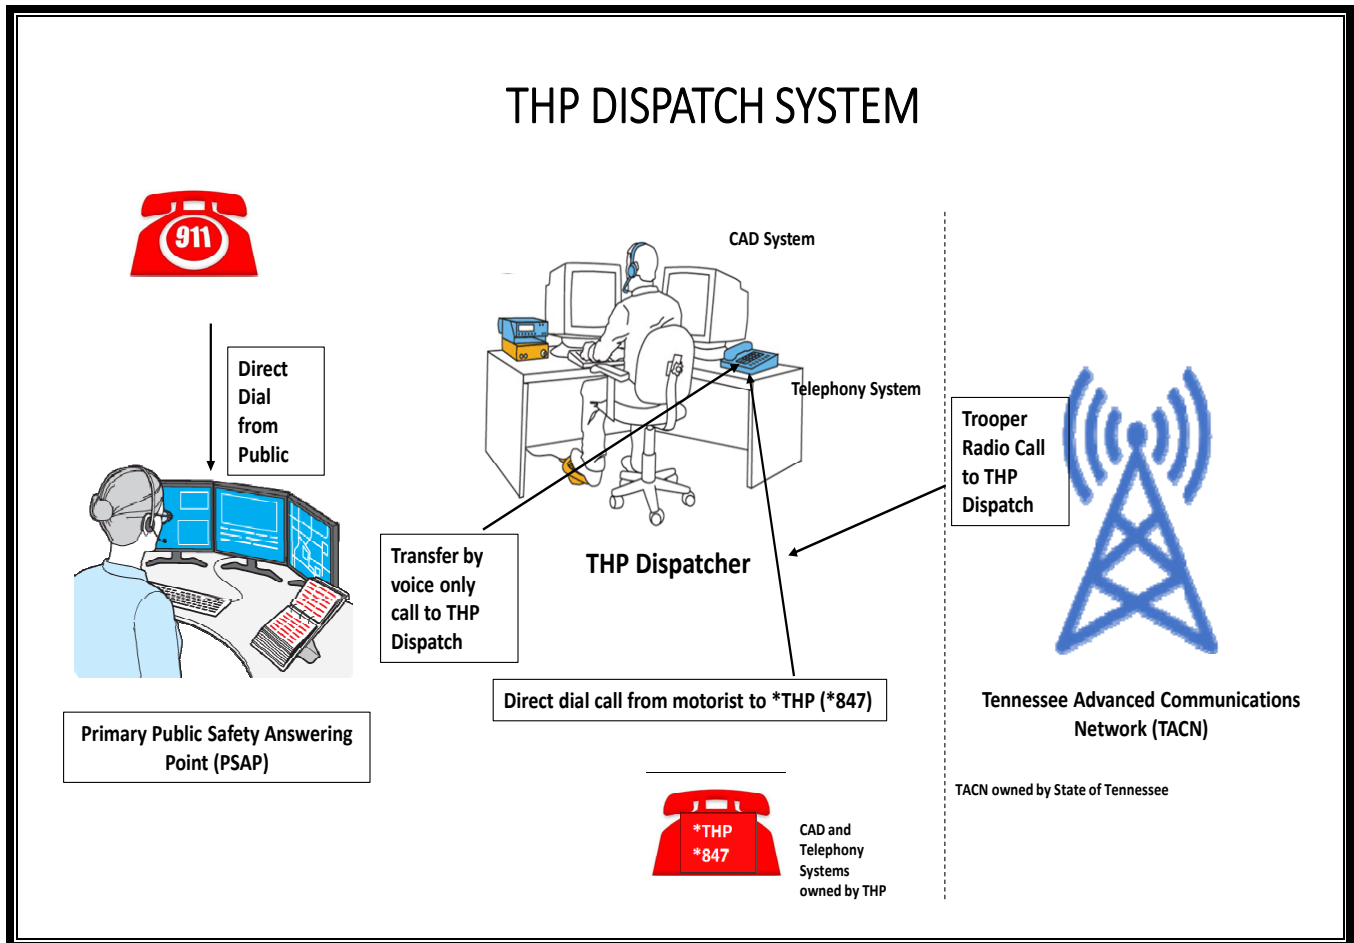 THP DISPATCH SYSTEM
911
Direct
Dial
from
Public
Primary Public Safety Answering
Point (PSAP)
CAD System
Telephony System
THP Dispatcher
Transfer by
voice only
call to THP
Dispatch
Direct dial call from motorist to *THP (*847)
*THP
*847
CAD and
Telephony
Systems
owned by THP
Trooper
Radio Call
to THP
Dispatch
Tennessee Advanced Communications
Network (TACN)
TACN owned by State of Tennessee